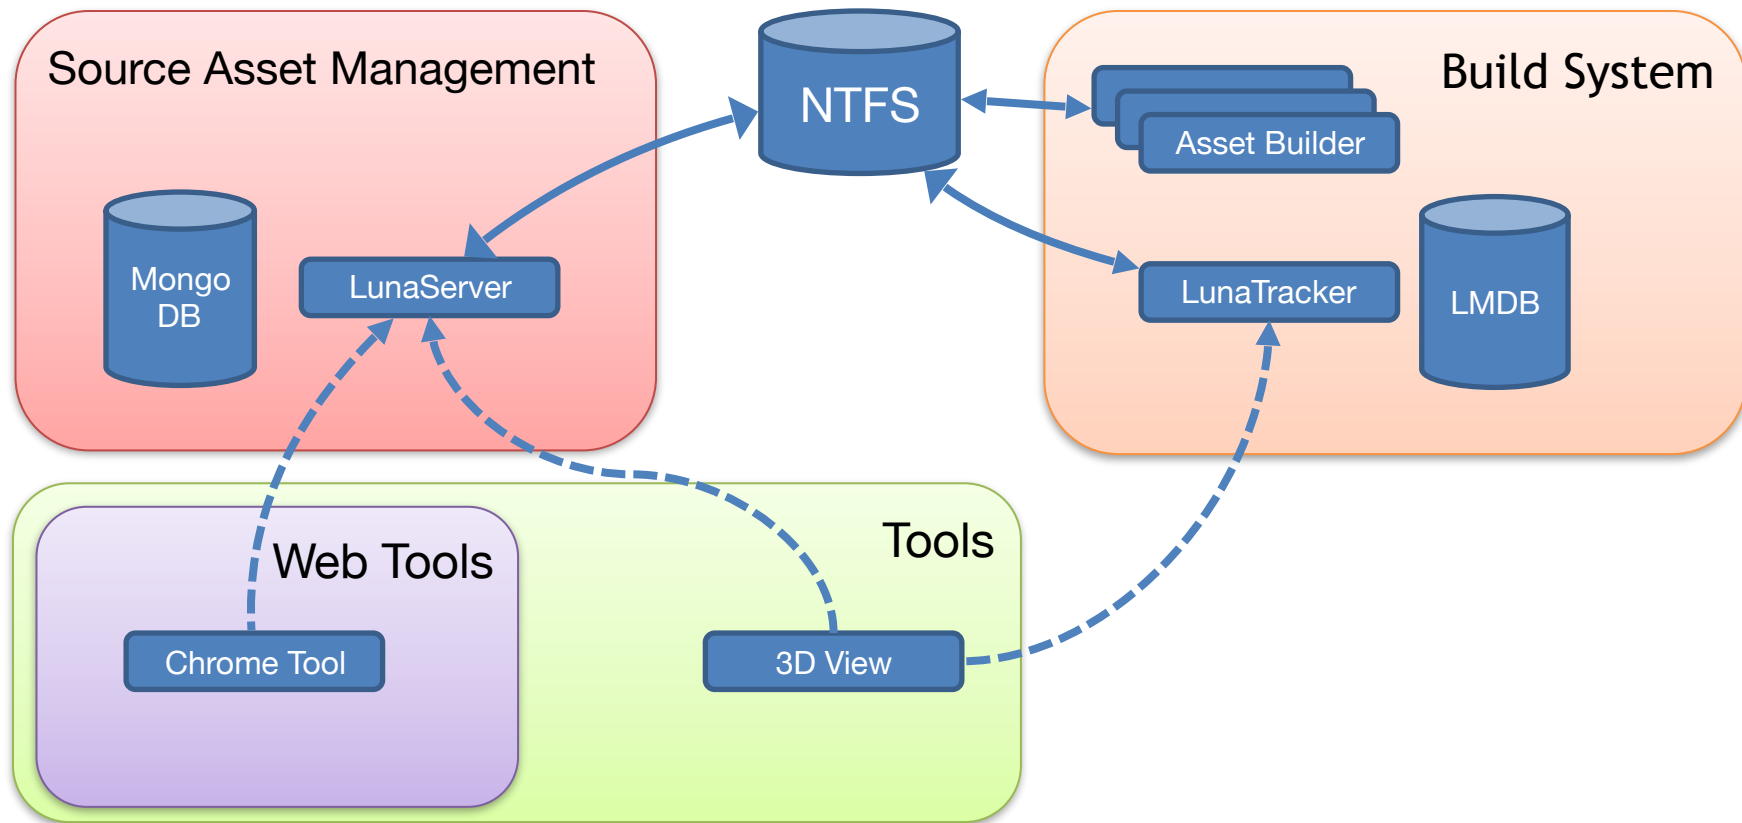 Source Asset Management
NTFS
Build System
Asset Builder
Mongo
DB
LunaServer
LunaTracker
LMDB
Web Tools
Tools
Chrome Tool
3D View